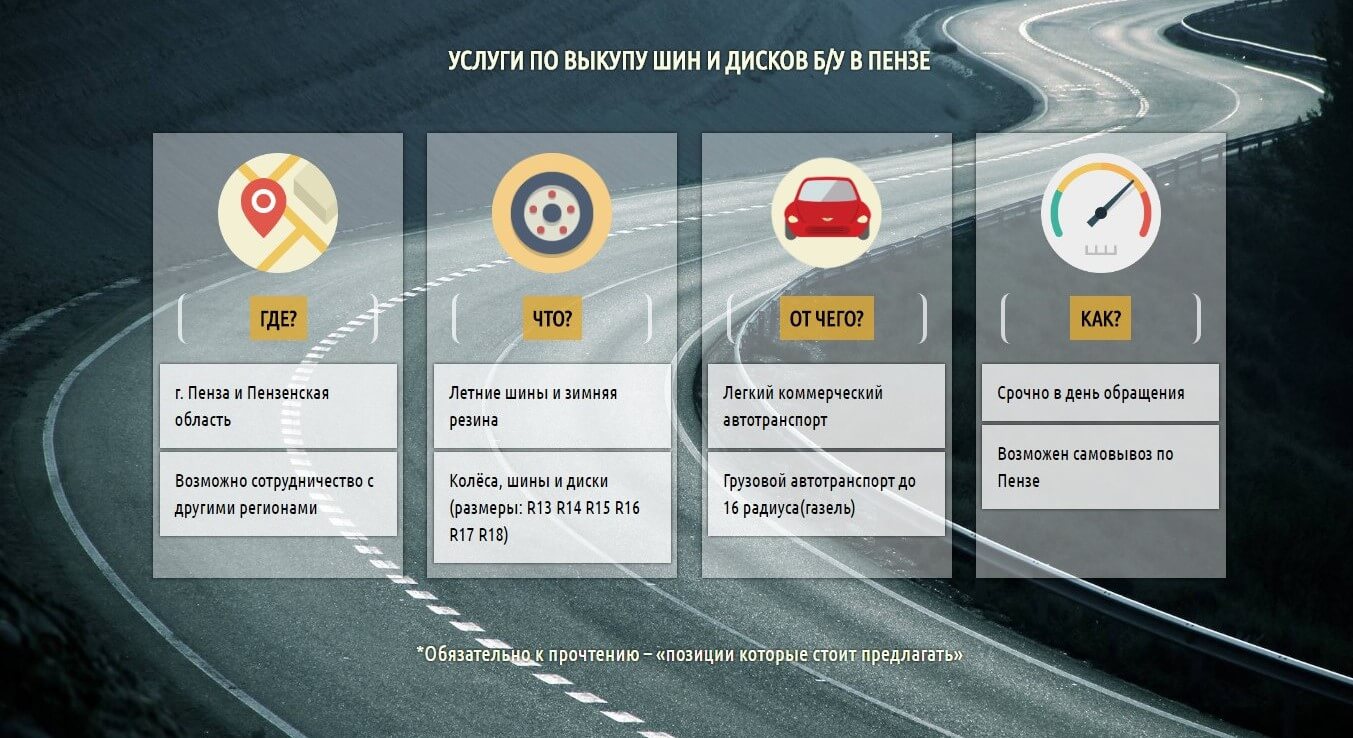 УСЛУГИ ПО ВЫКУПУ ШИН И ДИСКОВ Б/У В ПЕНЗЕ
ГДЕ?
г. Пенза и Пензенская
область
Возможно сотрудничество с
другими регионами
ЧТО?
Летние шины и зимняя
резина
Колёса, шины и диски
(размеры: R13 R14 R15 R16
R17 R18)
ОТ ЧЕГО?
Легкий коммерческий
автотранспорт
Грузовой автотранспорт до
16 радиуса(газель)
КАК?
Срочно в день обращения
Возможен самовывоз по
Пензе
*Обязательно к прочтению – «позиции которые стоит предлагать»